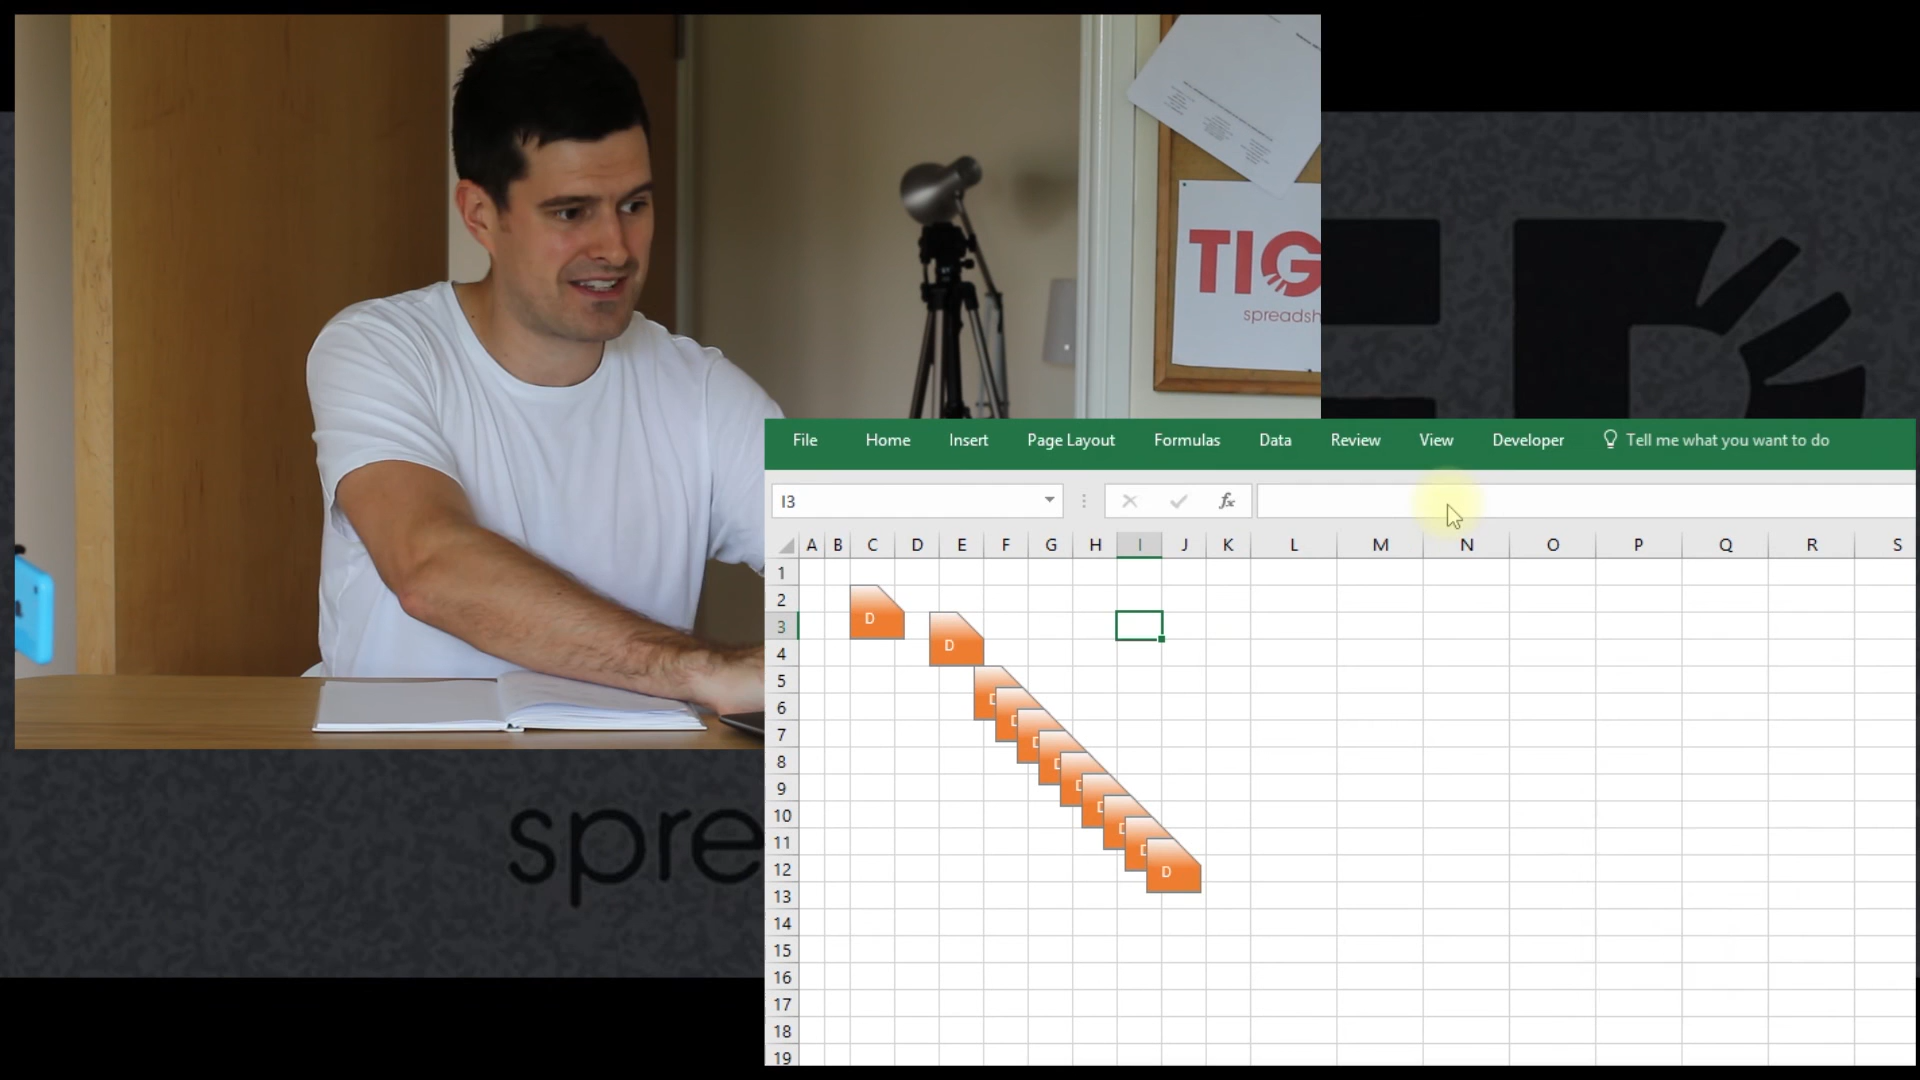 TIG
spreadsh
ED
spre
File Home Insert Page Layout Formulas Data Review View Developer Tell me what you want to do
I3 fx
A B C D E F G H I J K L M N O P Q R S
1
2
3
4
5
6
7
8
9
10
11
12
13
14
15
16
17
18
19
D
D
D
D
D
D
D
D
D
D
D